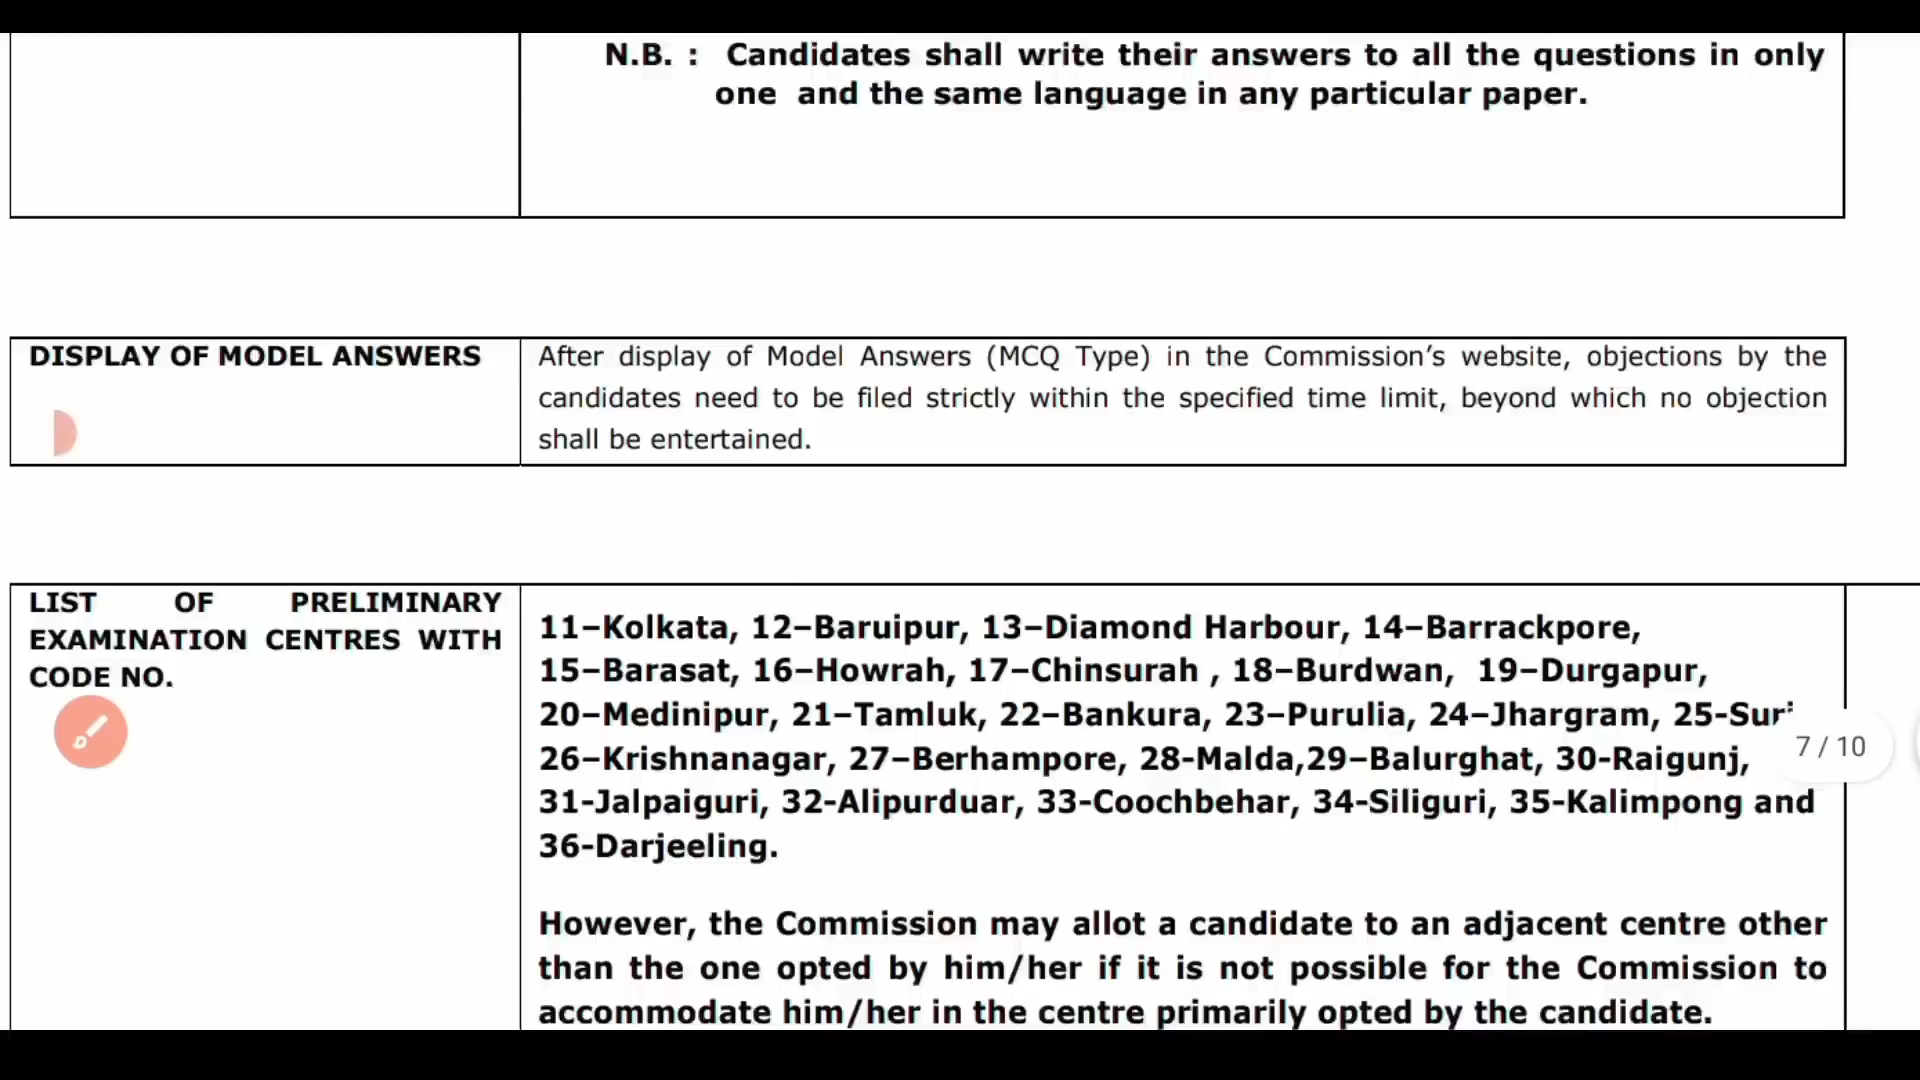 N.B. : Candidates shall write their answers to all the questions in only
one and the same language in any particular paper.
DISPLAY OF MODEL ANSWERS
After display of Model Answers (MCQ Type) in the Commission’s website, objections by the
candidates need to be filed strictly within the specified time limit, beyond which no objection
shall be entertained.
LIST OF PRELIMINARY
EXAMINATION CENTRES WITH
CODE NO.
11–Kolkata, 12–Baruipur, 13–Diamond Harbour, 14–Barrackpore,
15–Barasat, 16–Howrah, 17–Chinsurah , 18–Burdwan, 19–Durgapur,
20–Medinipur, 21–Tamluk, 22–Bankura, 23–Purulia, 24–Jhargram, 25-Suri
26–Krishnanagar, 27–Berhampore, 28-Malda,29–Balurghat, 30-Raigunj,
31-Jalpaiguri, 32-Alipurduar, 33-Coochbehar, 34-Siliguri, 35-Kalimpong and
36-Darjeeling.
7 / 10
However, the Commission may allot a candidate to an adjacent centre other
than the one opted by him/her if it is not possible for the Commission to
accommodate him/her in the centre primarily opted by the candidate.